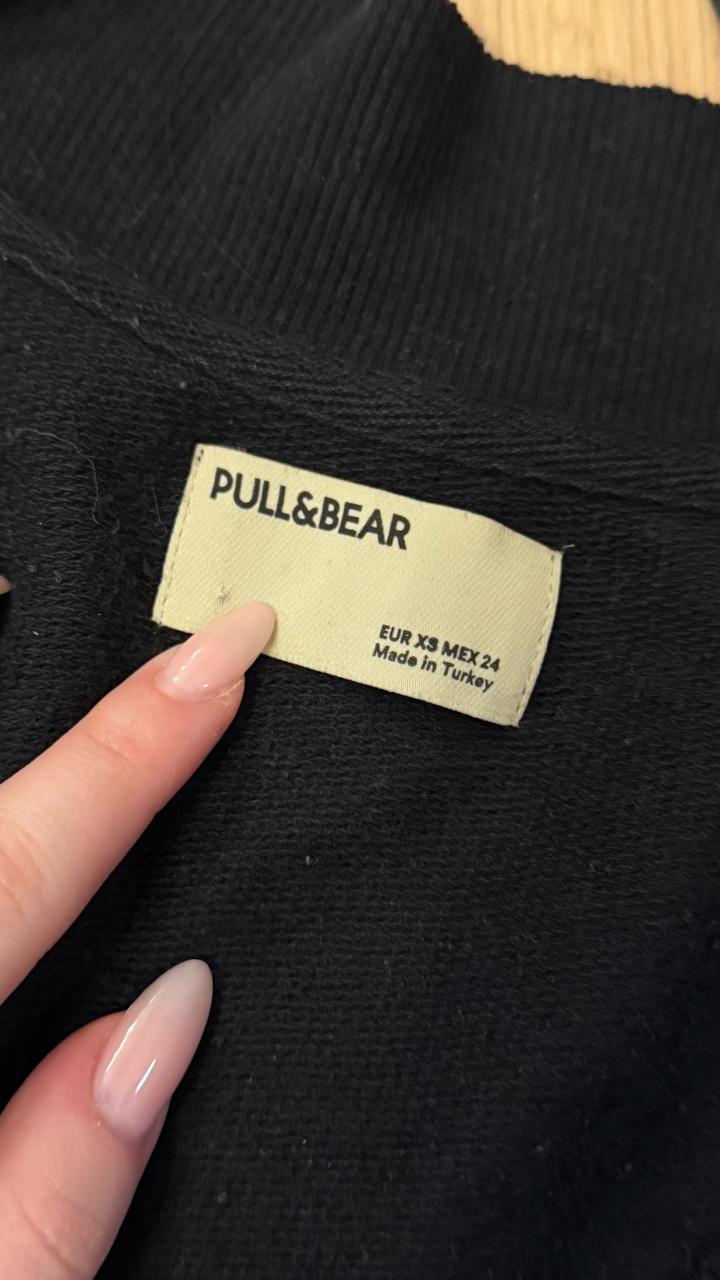 PULL&BEAR
EUR XS MEX 24
Made in Turkey